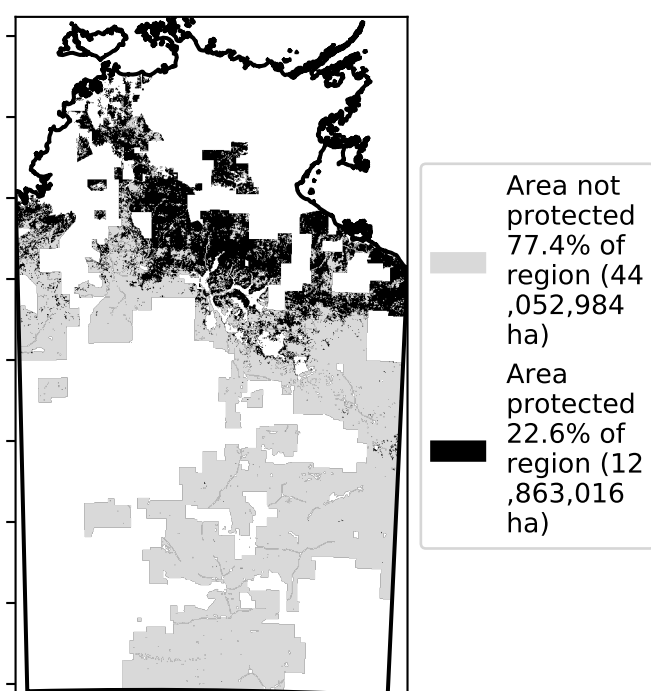 Area not
protected
77.4% of
region (44
,052,984
ha)
Area
protected
22.6% of
region (12
,863,016
ha)